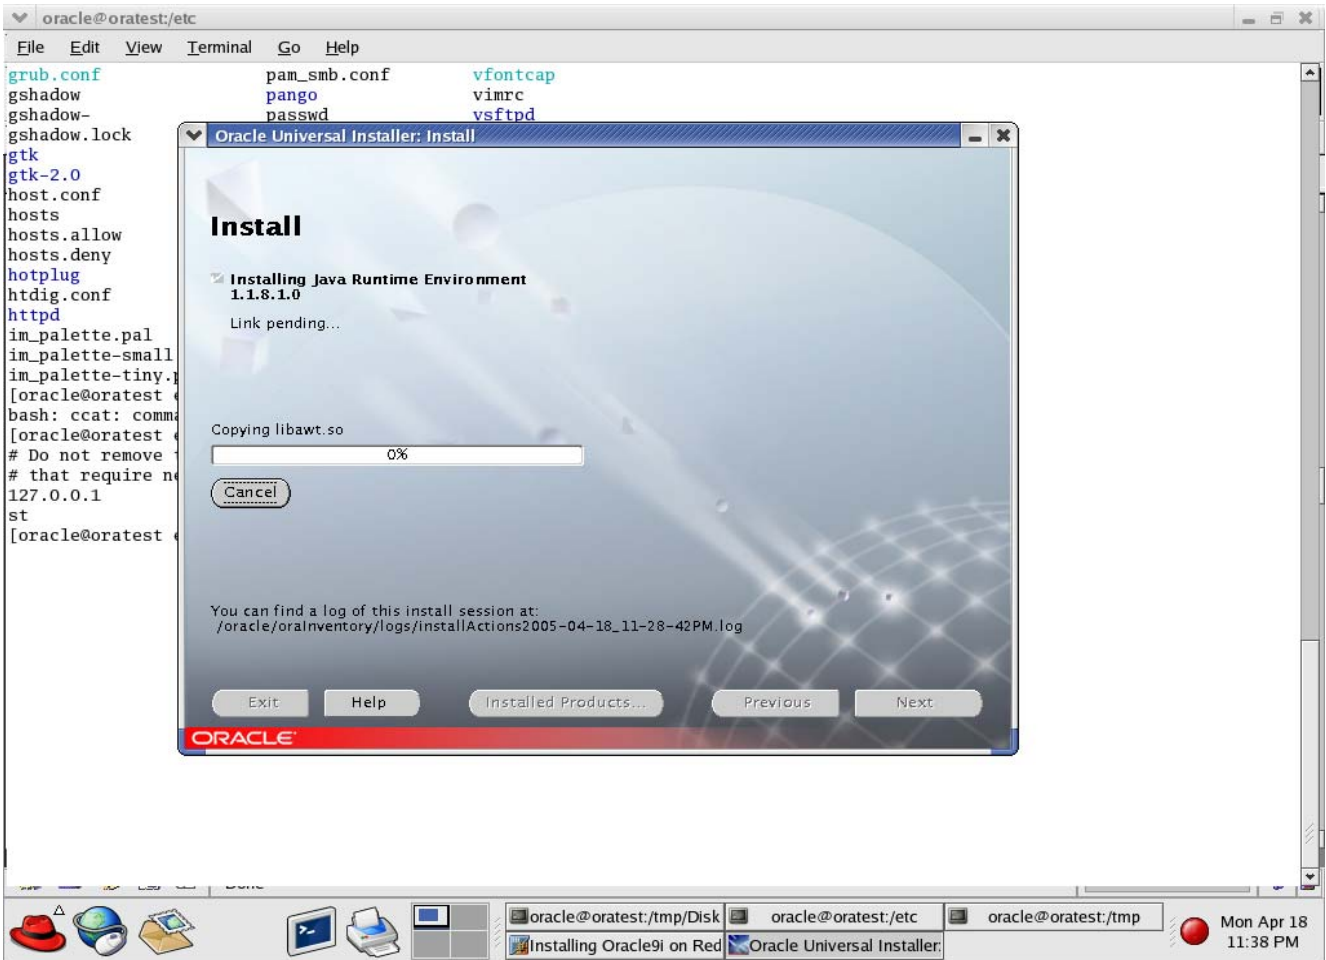 oracle@oratest:/etc
File Edit View Terminal Go Help
grub.conf pam_smb.conf vfontcap
gshadow pango vimrc
gshadow- passwd vsftpd
gshadow.lock
gtk
gtk-2.0
host.conf
hosts
hosts.allow
hosts.deny
hotplug
htdig.conf
httpd
im_palette.pal
im_palette-small
im_palette-tiny.p
[oracle@oratest e
bash: ccat: comma
[oracle@oratest e
# Do not remove t
# that require ne
127.0.0.1
st
[oracle@oratest e
Oracle Universal Installer: Install
Install
Installing Java Runtime Environment
1.1.8.1.0
Link pending...
Copying libawt.so
0%
Cancel
You can find a log of this install session at:
/oracle/oraInventory/logs/installActions2005-04-18_11-28-42PM.log
Exit Help Installed Products... Previous Next
ORACLE
Done
oracle@oratest:/tmp/Disk oracle@oratest:/etc oracle@oratest:/tmp
Installing Oracle9i on Red Oracle Universal Installer:
Mon Apr 18
11:38 PM